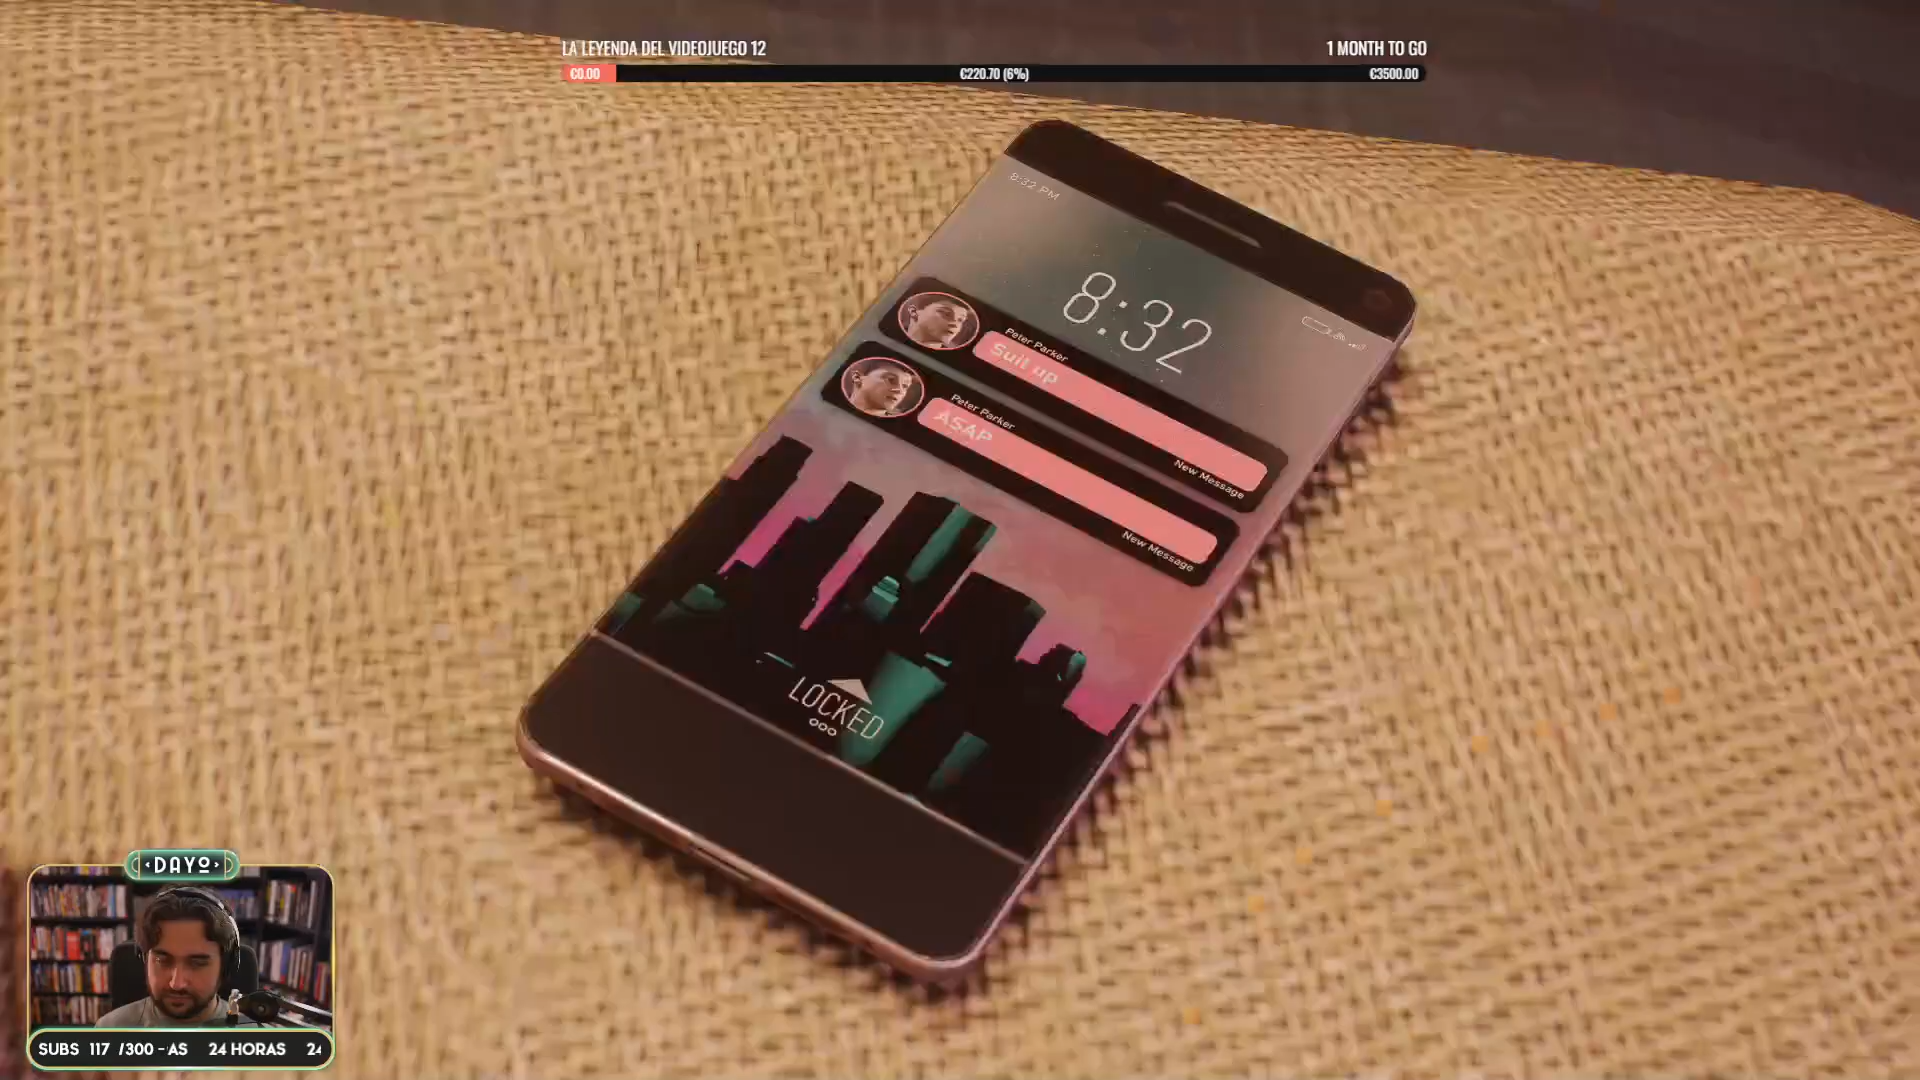 LA LEYENDA DEL VIDEOJUEGO 12
1 MONTH TO GO
€0.00
€220.70 (6%)
€3500.00
8:32 PM
8:32
Peter Parker
Suit up
New Message
Peter Parker
ASAP
New Message
LOCKED
DAYO
SUBS 117 /300 - AS 24 HORAS 24